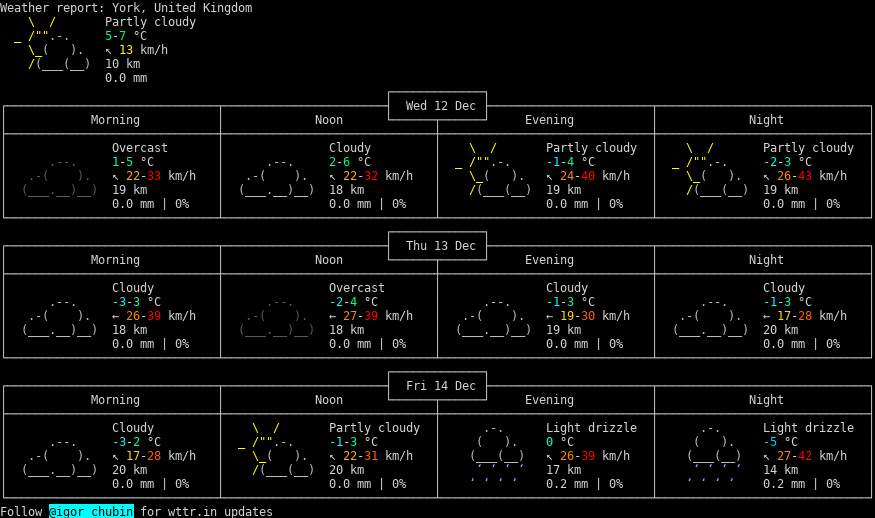 Weather report: York, United Kingdom
Partly cloudy
5-7 °C
↖ 13 km/h
10 km
0.0 mm
Wed 12 Dec
Morning Noon Evening Night
Overcast Cloudy Partly cloudy Partly cloudy
1-5 °C 2-6 °C -1-4 °C -2-3 °C
↖ 22-33 km/h ↖ 22-32 km/h ↖ 24-40 km/h ↖ 26-43 km/h
19 km 18 km 19 km 19 km
0.0 mm | 0% 0.0 mm | 0% 0.0 mm | 0% 0.0 mm | 0%
Thu 13 Dec
Morning Noon Evening Night
Cloudy Overcast Cloudy Cloudy
-3-3 °C -2-4 °C -1-3 °C -1-3 °C
← 26-39 km/h ← 27-39 km/h ← 19-30 km/h ← 17-28 km/h
18 km 18 km 19 km 20 km
0.0 mm | 0% 0.0 mm | 0% 0.0 mm | 0% 0.0 mm | 0%
Fri 14 Dec
Morning Noon Evening Night
Cloudy Partly cloudy Light drizzle Light drizzle
-3-2 °C -1-3 °C 0 °C -5 °C
↖ 17-28 km/h ↖ 22-31 km/h ↖ 26-39 km/h ↖ 27-42 km/h
20 km 20 km 17 km 14 km
0.0 mm | 0% 0.0 mm | 0% 0.2 mm | 0% 0.2 mm | 0%
Follow @igor_chubin for wttr.in updates